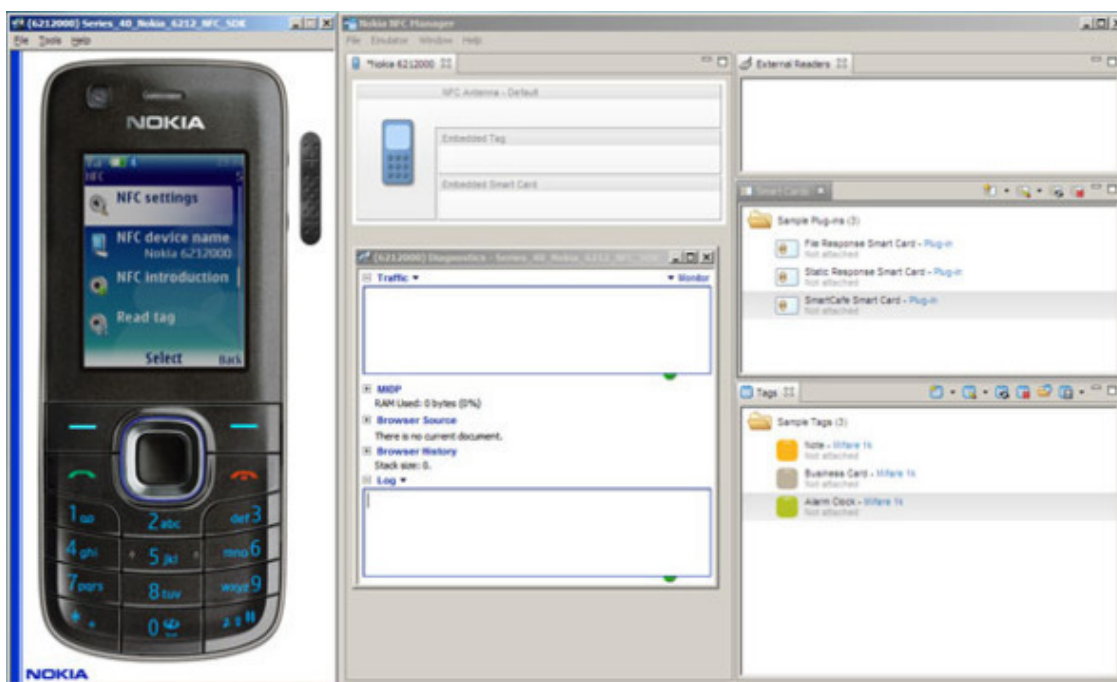 (6212000) Series_40_Nokia_6212_NFC_SDK
File Tools Help
NOKIA
NFC
NFC settings
NFC device name
Nokia 6212000
NFC introduction
Read tag
Select Back
1 2abc def3
4 ghi 5 jkl mno6
7pqrs 8 tuv wxyz9
* 0
NOKIA
Nokia NFC Manager
File Emulator Window Help
*Nokia 6212000
NFC Antenna - Default
Embedded Tag
Embedded Smart Card
(6212000) Diagnostics - Series_40_Nokia_6212_NFC_SDK
Traffic Monitor
MIDP
RAM Used: 0 bytes (0%)
Browser Source
There is no current document.
Browser History
Stack size: 0.
Log
External Readers
Smart Cards
Sample Plug-ins (3)
File Response Smart Card - Plug-in
Not attached
Static Response Smart Card - Plug-in
Not attached
SmartCafe Smart Card - Plug-in
Not attached
Tags
Sample Tags (3)
Note - Mifare 1k
Not attached
Business Card - Mifare 1k
Not attached
Alarm Clock - Mifare 1k
Not attached